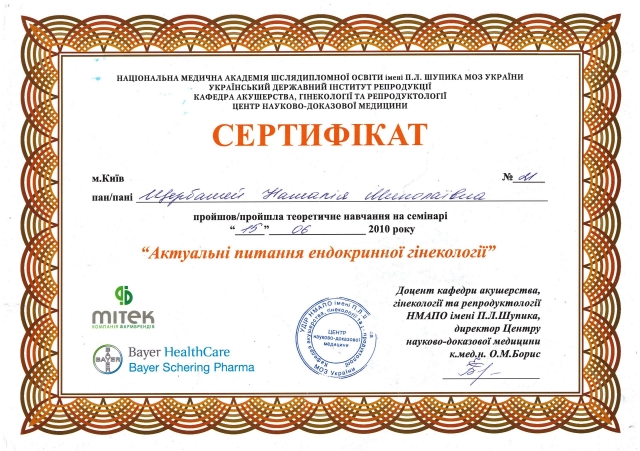 НАЦІОНАЛЬНА МЕДИЧНА АКАДЕМІЯ ПІСЛЯДИПЛОМНОЇ ОСВІТИ імені П.Л. ШУПИКА МОЗ УКРАЇНИ
УКРАЇНСЬКИЙ ДЕРЖАВНИЙ ІНСТИТУТ РЕПРОДУКЦІЇ
КАФЕДРА АКУШЕРСТВА, ГІНЕКОЛОГІЇ ТА РЕПРОДУКТОЛОГІЇ
ЦЕНТР НАУКОВО-ДОКАЗОВОЇ МЕДИЦИНИ
СЕРТИФІКАТ
м.Київ
№ 21
пан/пані Наталія Миколаївна
пройшов/пройшла теоретичне навчання на семінарі
“ 15 ” 06 2010 року
“Актуальні питання ендокринної гінекології”
Доцент кафедри акушерства,
гінекології та репродуктології
НМАПО імені П.Л.Шупика,
директор Центру
науково-доказової медицини
к.мед.н. О.М.Борис
мітек
КОМПАНІЯ ФАРМБРЕНДІВ
BAYER
Bayer HealthCare
Bayer Schering Pharma
УДІР НМАПО імені П.Л.
ЦЕНТР
науково-доказової
медицини
МОЗ України